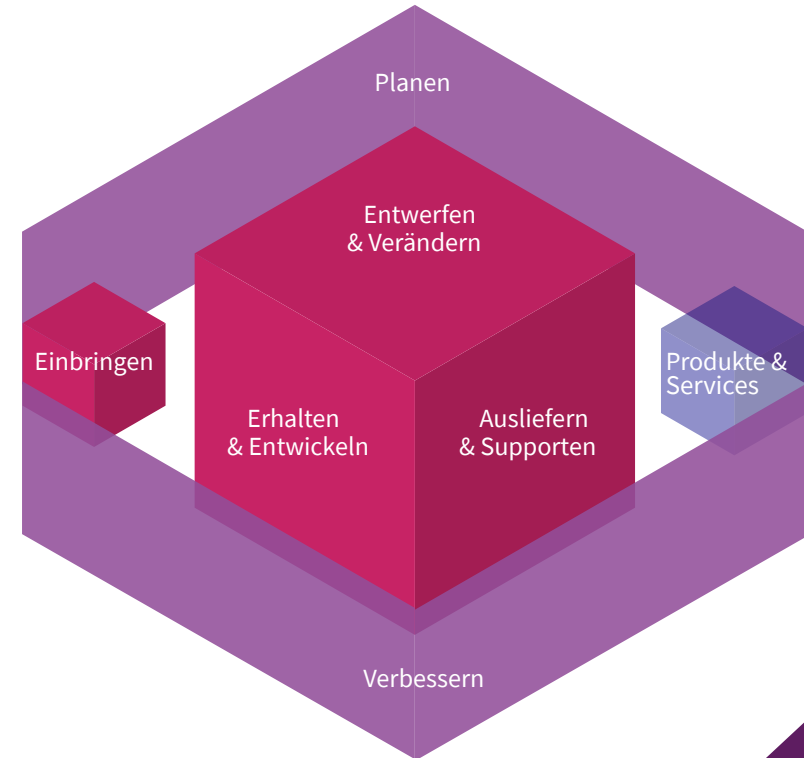 Planen
Entwerfen
& Verändern
Einbringen
Produkte &
Services
Erhalten
& Entwickeln
Ausliefern
& Supporten
Verbessern